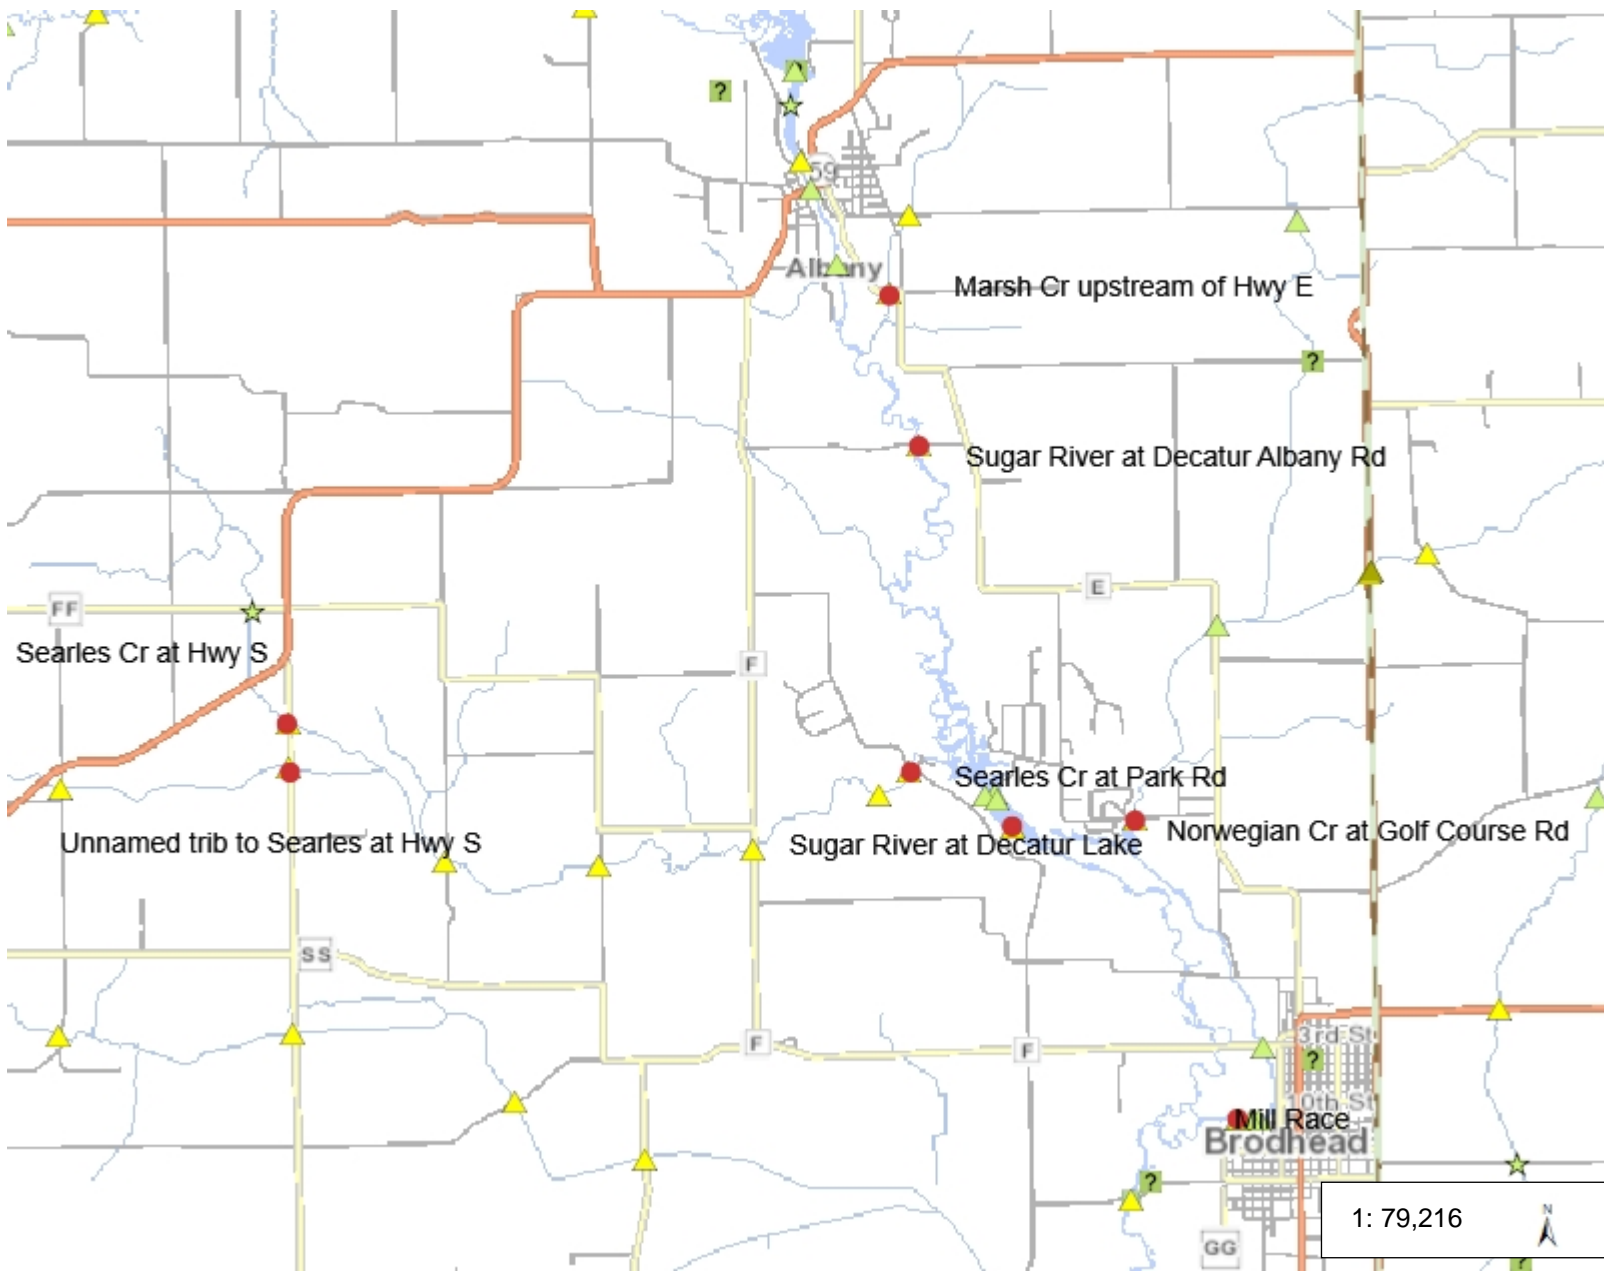 ?
59
Albany
Marsh Cr upstream of Hwy E
?
Sugar River at Decatur Albany Rd
E
FF
Searles Cr at Hwy S
F
Searles Cr at Park Rd
Norwegian Cr at Golf Course Rd
Unnamed trib to Searles at Hwy S
Sugar River at Decatur Lake
SS
F
F
3rd St
?
10th St
Mill Race
Brodhead
?
1: 79,216
N
GG
?